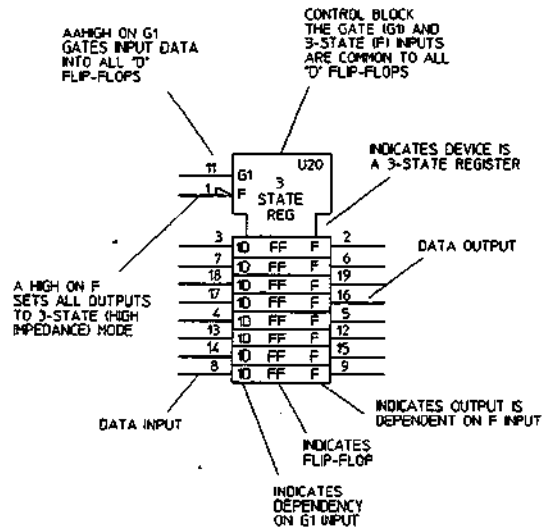 AAHIGH ON G1
GATES INPUT DATA
INTO ALL "D"
FLIP-FLOPS
CONTROL BLOCK
THE GATE (G1) AND
3-STATE (F) INPUTS
ARE COMMON TO ALL
"D" FLIP-FLOPS
INDICATES DEVICE IS
A 3-STATE REGISTER
11 G1 U20
1 F 3
STATE
REG
3 1D FF F 2
7 1D FF F 6
18 1D FF F 19
17 1D FF F 16
4 1D FF F 5
13 1D FF F 12
14 1D FF F 15
8 1D FF F 9
DATA OUTPUT
A HIGH ON F
SETS ALL OUTPUTS
TO 3-STATE (HIGH
IMPEDANCE) MODE
DATA INPUT
INDICATES OUTPUT IS
DEPENDENT ON F INPUT
INDICATES
FLIP-FLOP
INDICATES
DEPENDENCY
ON G1 INPUT